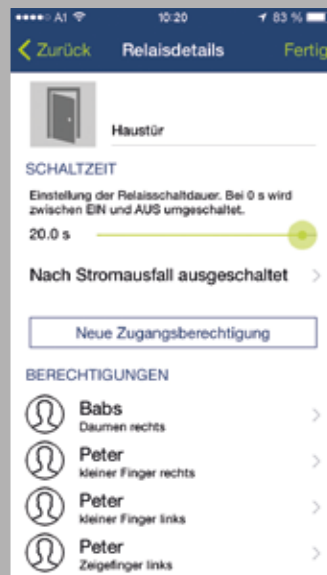 A1 10:20 83 %
Zurück Relaisdetails Fertig
Haustür
SCHALTZEIT
Einstellung der Relaisschaltdauer. Bei 0 s wird
zwischen EIN und AUS umgeschaltet.
20.0 s
Nach Stromausfall ausgeschaltet
Neue Zugangsberechtigung
BERECHTIGUNGEN
Babs
Daumen rechts
Peter
kleiner Finger rechts
Peter
kleiner Finger links
Peter
Zeigefinger links